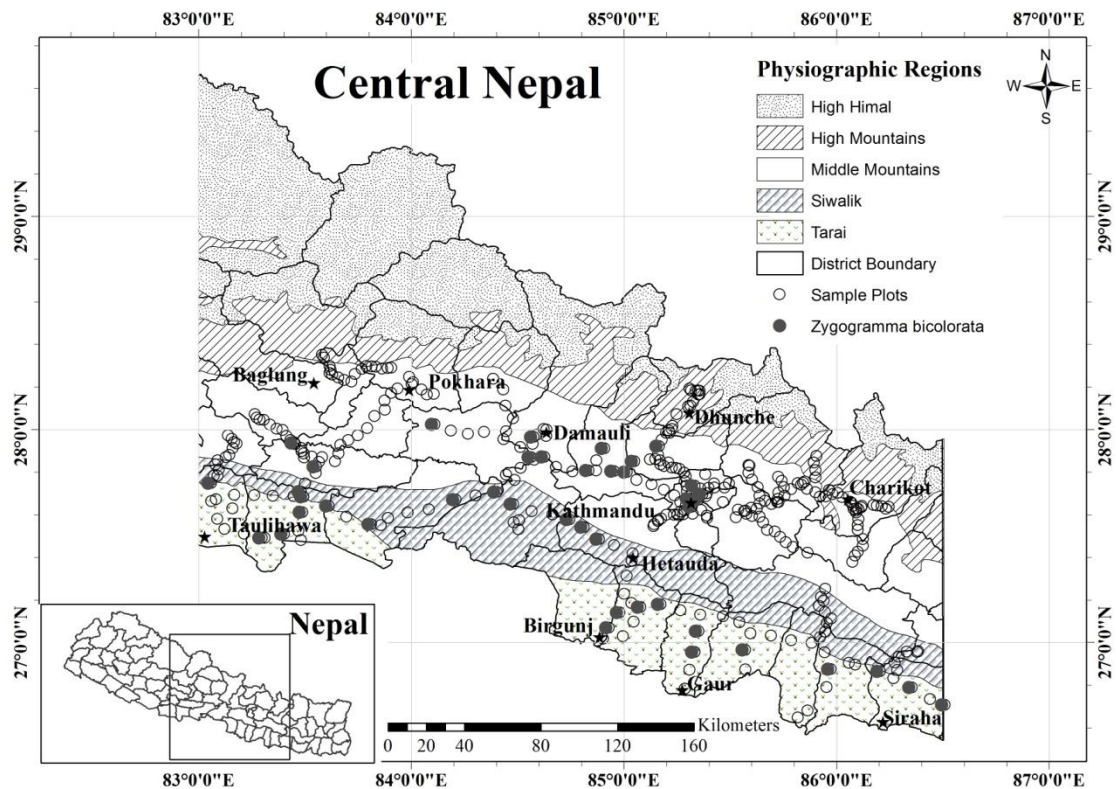 83°0'0"E 84°0'0"E 85°0'0"E 86°0'0"E 87°0'0"E
Central Nepal
N
W E
S
Physiographic Regions
High Himal
High Mountains
Middle Mountains
Siwalik
Tarai
District Boundary
Sample Plots
Zygogramma bicolorata
29°0'0"N 29°0'0"N
Baglung
Pokhara
Dhunche
28°0'0"N 28°0'0"N
Damauli
Charikot
Kathmandu
Taulihawa
Hetauda
Birgunj
27°0'0"N 27°0'0"N
Gaur
Siraha
Nepal
Kilometers
0 10 20 40 80 120 160
83°0'0"E 84°0'0"E 85°0'0"E 86°0'0"E 87°0'0"E